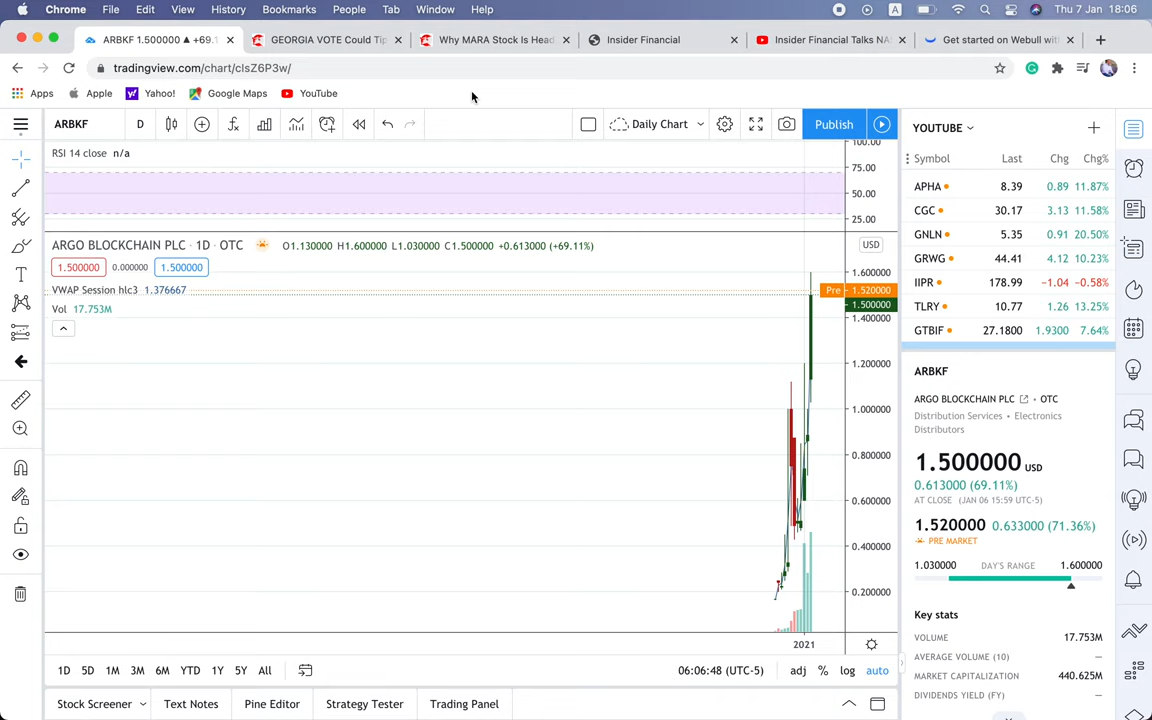 Chrome File Edit View History Bookmarks People Tab Window Help A Thu 7 Jan 18:06
ARBKF 1.500000 ▲ +69.1 GEORGIA VOTE Could Tip Why MARA Stock Is Head Insider Financial Insider Financial Talks NA Get started on Webull with
tradingview.com/chart/clsZ6P3w/
Apps Apple Yahoo! Google Maps YouTube
ARBKF D Daily Chart Publish
YOUTUBE
RSI 14 close n/a
100.00
75.00
50.00
25.00
Symbol Last Chg Chg%
APHA 8.39 0.89 11.87%
CGC 30.17 3.13 11.58%
GNLN 5.35 0.91 20.50%
GRWG 44.41 4.12 10.23%
IIPR 178.99 −1.04 −0.58%
TLRY 10.77 1.26 13.25%
GTBIF 27.1800 1.9300 7.64%
ARGO BLOCKCHAIN PLC · 1D · OTC O1.130000 H1.600000 L1.030000 C1.500000 +0.613000 (+69.11%)
USD
1.500000 0.000000 1.500000
VWAP Session hlc3 1.376667
Vol 17.753M
1.600000
Pre 1.520000
1.500000
1.400000
1.200000
1.000000
0.800000
0.600000
0.400000
0.200000
2021
ARBKF
ARGO BLOCKCHAIN PLC • OTC
Distribution Services • Electronics
Distributors
1.500000 USD
0.613000 (69.11%)
AT CLOSE (JAN 06 15:59 UTC-5)
1.520000 0.633000 (71.36%)
PRE MARKET
1.030000 DAY'S RANGE 1.600000
Key stats
VOLUME 17.753M
AVERAGE VOLUME (10) —
MARKET CAPITALIZATION 440.625M
DIVIDENDS YIELD (FY) —
1D 5D 1M 3M 6M YTD 1Y 5Y All 06:06:48 (UTC-5) adj % log auto
Stock Screener Text Notes Pine Editor Strategy Tester Trading Panel